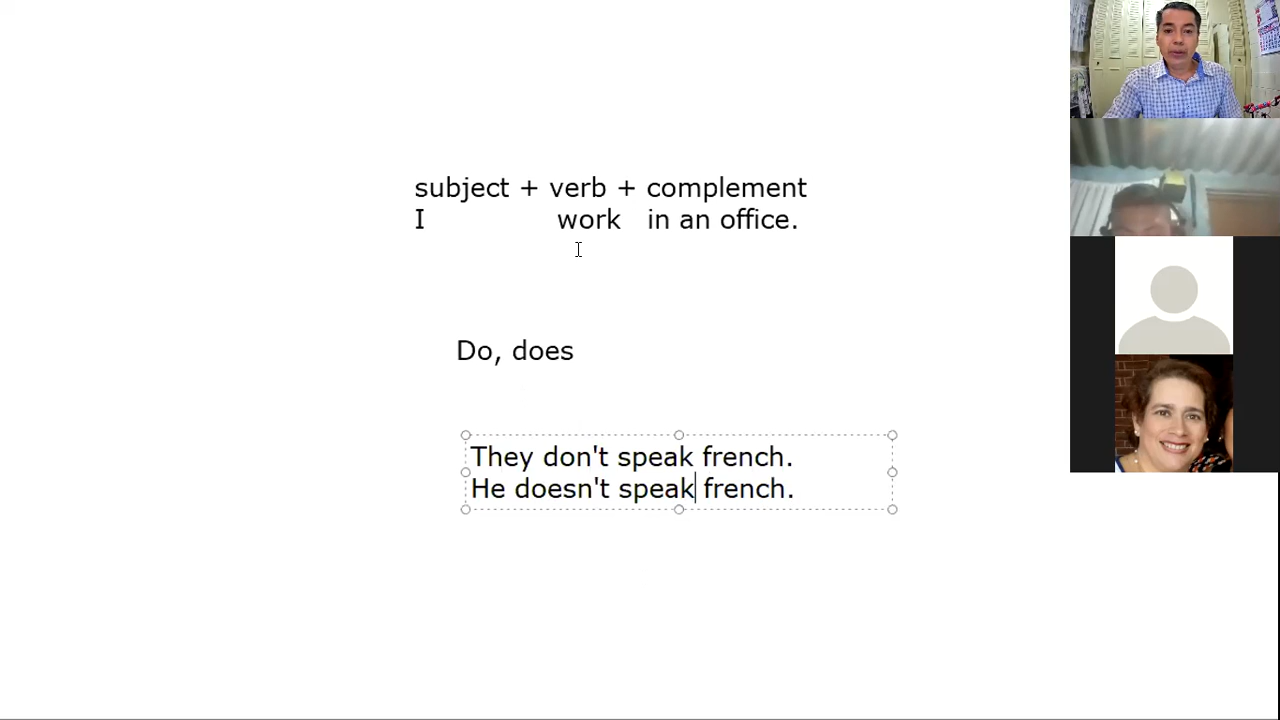 subject + verb + complement
I work in an office.
Do, does
They don't speak french.
He doesn't speak french.